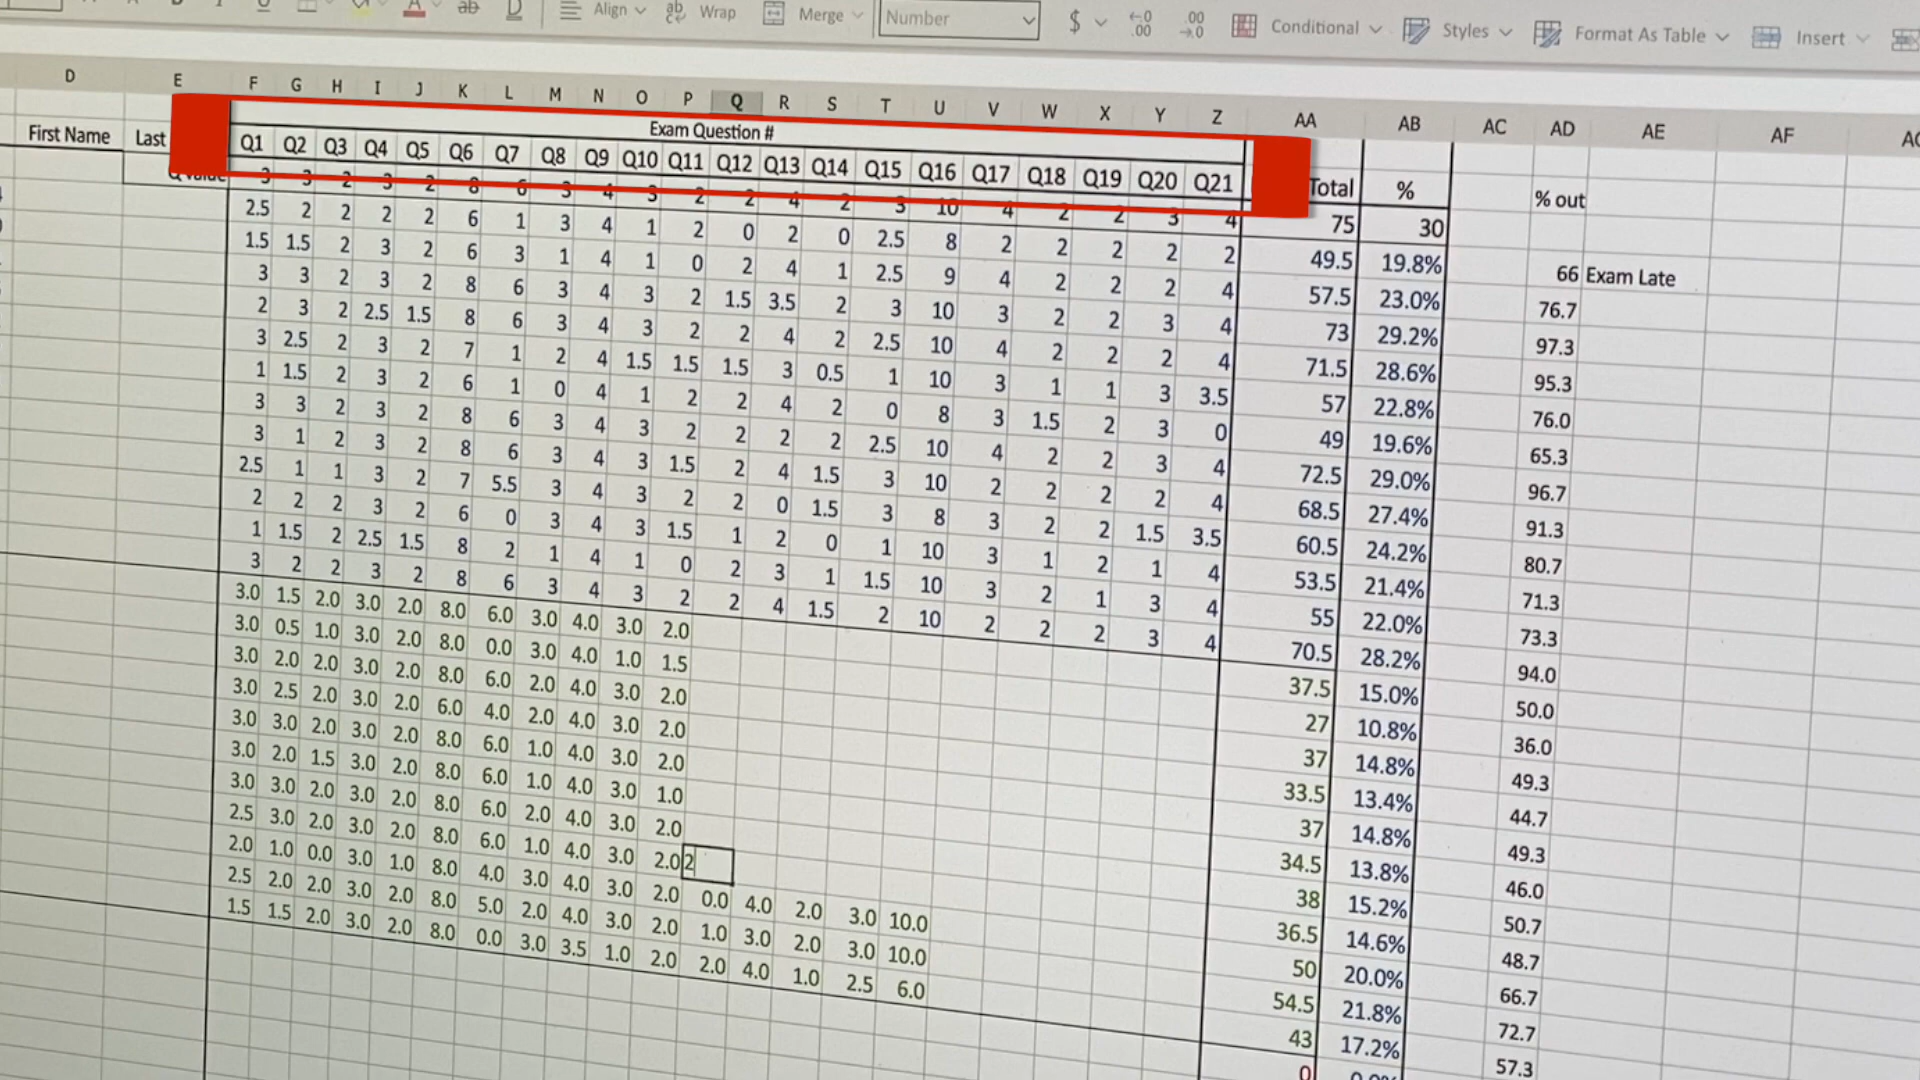 U ab D Align Wrap Merge Number $ Conditional Styles Format As Table Insert
D E F G H I J K L M N O P Q R S T U V W X Y Z AA AB AC AD AE AF
Exam Question #
First Name Last Q1 Q2 Q3 Q4 Q5 Q6 Q7 Q8 Q9 Q10 Q11 Q12 Q13 Q14 Q15 Q16 Q17 Q18 Q19 Q20 Q21 Total % % out
Q value 3 3 2 3 2 8 6 3 4 3 2 2 4 2 3 10 4 2 2 3 4 75 30
2.5 2 2 2 2 6 1 3 4 1 2 0 2 0 2.5 8 2 2 2 2 2 49.5 19.8% 66 Exam Late
1.5 1.5 2 3 2 6 3 1 4 1 0 2 4 1 2.5 9 4 2 2 2 4 57.5 23.0% 76.7
3 3 2 3 2 8 6 3 4 3 2 1.5 3.5 2 3 10 3 2 2 3 4 73 29.2% 97.3
2 3 2 2.5 1.5 8 6 3 4 3 2 2 4 2 2.5 10 4 2 2 2 4 71.5 28.6% 95.3
3 2.5 2 3 2 7 1 2 4 1.5 1.5 1.5 3 0.5 1 10 3 1 1 3 3.5 57 22.8% 76.0
1 1.5 2 3 2 6 1 0 4 1 2 2 4 2 0 8 3 1.5 2 3 0 49 19.6% 65.3
3 3 2 3 2 8 6 3 4 3 2 2 2 2 2.5 10 4 2 2 3 4 72.5 29.0% 96.7
3 1 2 3 2 8 6 3 4 3 1.5 2 4 1.5 3 10 2 2 2 2 4 68.5 27.4% 91.3
2.5 1 1 3 2 7 5.5 3 4 3 2 2 0 1.5 3 8 3 2 2 1.5 3.5 60.5 24.2% 80.7
2 2 2 3 2 6 0 3 4 3 1.5 1 2 0 1 10 3 1 2 1 4 53.5 21.4% 71.3
1 1.5 2 2.5 1.5 8 2 1 4 1 0 2 3 1 1.5 10 3 2 1 3 4 55 22.0% 73.3
3 2 2 3 2 8 6 3 4 3 2 2 4 1.5 2 10 2 2 2 3 4 70.5 28.2% 94.0
3.0 1.5 2.0 3.0 2.0 8.0 6.0 3.0 4.0 3.0 2.0 37.5 15.0% 50.0
3.0 0.5 1.0 3.0 2.0 8.0 0.0 3.0 4.0 1.0 1.5 27 10.8% 36.0
3.0 2.0 2.0 3.0 2.0 8.0 6.0 2.0 4.0 3.0 2.0 37 14.8% 49.3
3.0 2.5 2.0 3.0 2.0 6.0 4.0 2.0 4.0 3.0 2.0 33.5 13.4% 44.7
3.0 3.0 2.0 3.0 2.0 8.0 6.0 1.0 4.0 3.0 2.0 37 14.8% 49.3
3.0 2.0 1.5 3.0 2.0 8.0 6.0 1.0 4.0 3.0 1.0 34.5 13.8% 46.0
3.0 3.0 2.0 3.0 2.0 8.0 6.0 2.0 4.0 3.0 2.0 38 15.2% 50.7
2.5 3.0 2.0 3.0 2.0 8.0 6.0 1.0 4.0 3.0 2.0 2 36.5 14.6% 48.7
2.0 1.0 0.0 3.0 1.0 8.0 4.0 3.0 4.0 3.0 2.0 0.0 4.0 2.0 3.0 10.0 50 20.0% 66.7
2.5 2.0 2.0 3.0 2.0 8.0 5.0 2.0 4.0 3.0 2.0 1.0 3.0 2.0 3.0 10.0 54.5 21.8% 72.7
1.5 1.5 2.0 3.0 2.0 8.0 0.0 3.0 3.5 1.0 2.0 2.0 4.0 1.0 2.5 6.0 43 17.2% 57.3
0